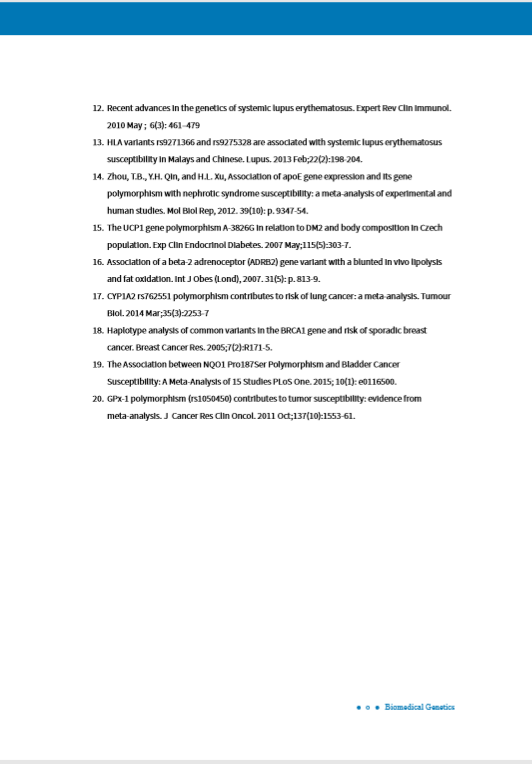 12. Recent advances in the genetics of systemic lupus erythematosus. Expert Rev Clin Immunol.
2010 May ; 6(3): 461–479
13. HLA variants rs9271366 and rs9275328 are associated with systemic lupus erythematosus
susceptibility in Malays and Chinese. Lupus. 2013 Feb;22(2):198-204.
14. Zhou, T.B., Y.H. Qin, and H.L. Xu, Association of apoE gene expression and its gene
polymorphism with nephrotic syndrome susceptibility: a meta-analysis of experimental and
human studies. Mol Biol Rep, 2012. 39(10): p. 9347-54.
15. The UCP1 gene polymorphism A-3826G in relation to DM2 and body composition in Czech
population. Exp Clin Endocrinol Diabetes. 2007 May;115(5):303-7.
16. Association of a beta-2 adrenoceptor (ADRB2) gene variant with a blunted in vivo lipolysis
and fat oxidation. Int J Obes (Lond), 2007. 31(5): p. 813-9.
17. CYP1A2 rs762551 polymorphism contributes to risk of lung cancer: a meta-analysis. Tumour
Biol. 2014 Mar;35(3):2253-7
18. Haplotype analysis of common variants in the BRCA1 gene and risk of sporadic breast
cancer. Breast Cancer Res. 2005;7(2):R171-5.
19. The Association between NQO1 Pro187Ser Polymorphism and Bladder Cancer
Susceptibility: A Meta-Analysis of 15 Studies PLoS One. 2015; 10(1): e0116500.
20. GPx-1 polymorphism (rs1050450) contributes to tumor susceptibility: evidence from
meta-analysis. J Cancer Res Clin Oncol. 2011 Oct;137(10):1553-61.
Biomedical Genetics